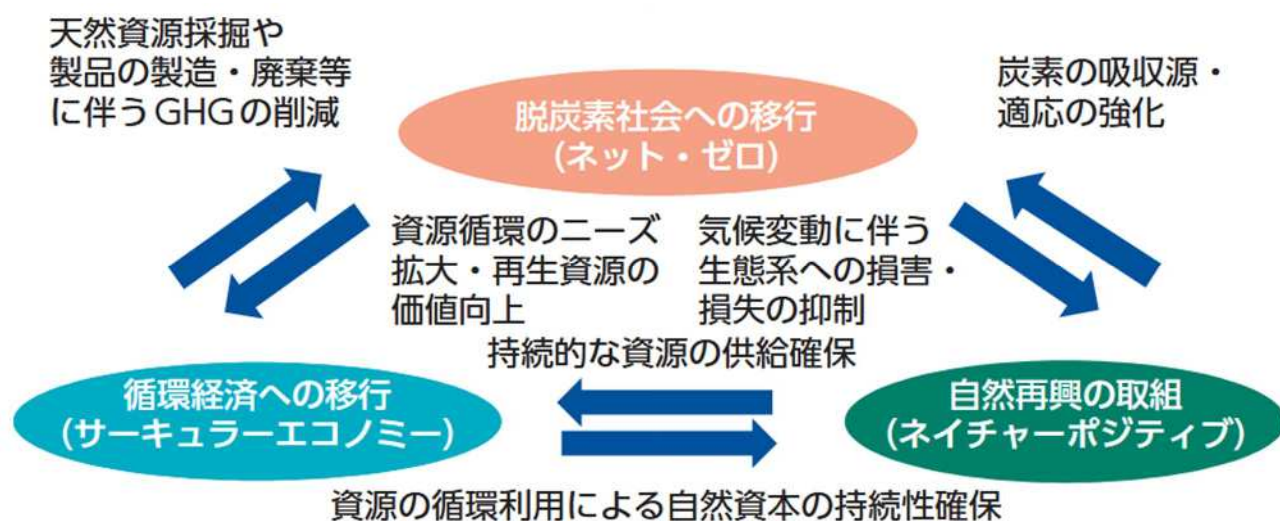 天然資源採掘や
製品の製造・廃棄等
に伴うGHGの削減
脱炭素社会への移行
(ネット・ゼロ)
炭素の吸収源・
適応の強化
資源循環のニーズ
拡大・再生資源の
価値向上
気候変動に伴う
生態系への損害・
損失の抑制
持続的な資源の供給確保
循環経済への移行
(サーキュラーエコノミー)
自然再興の取組
(ネイチャーポジティブ)
資源の循環利用による自然資本の持続性確保